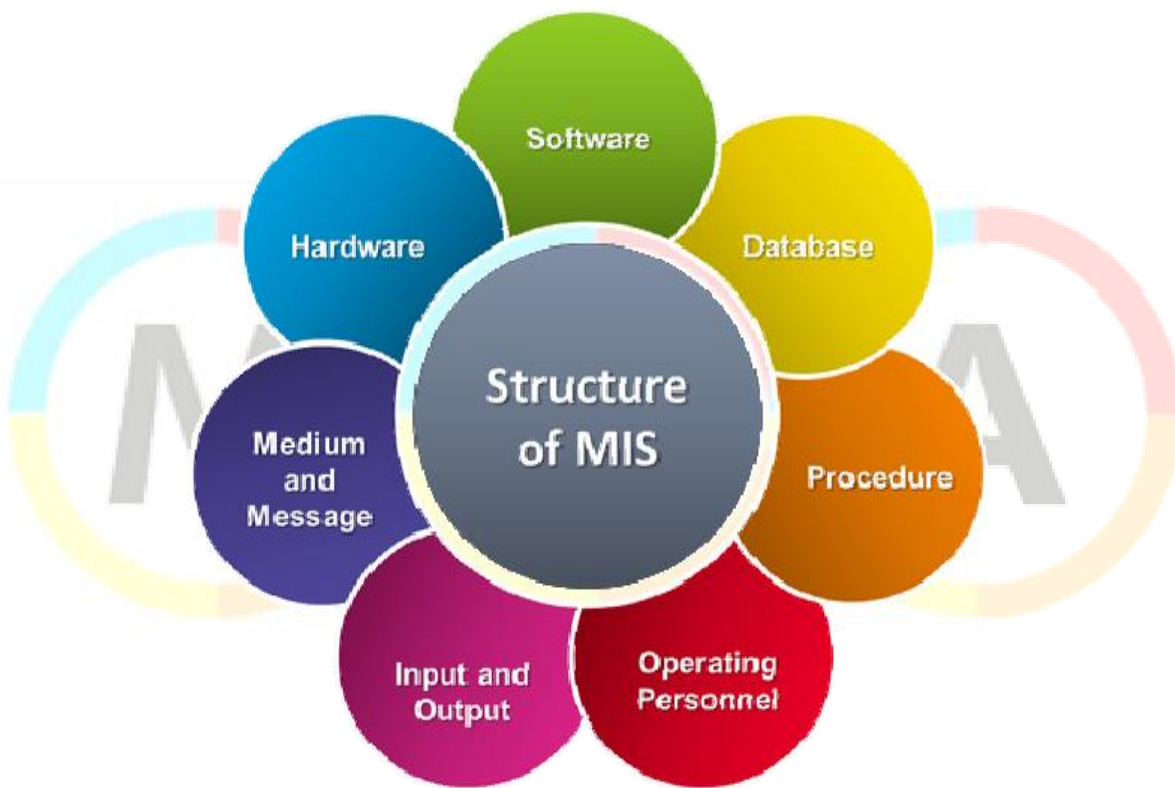 Software
Database
Procedure
Operating
Personnel
Input and
Output
Medium
and
Message
Hardware
Structure
of MIS